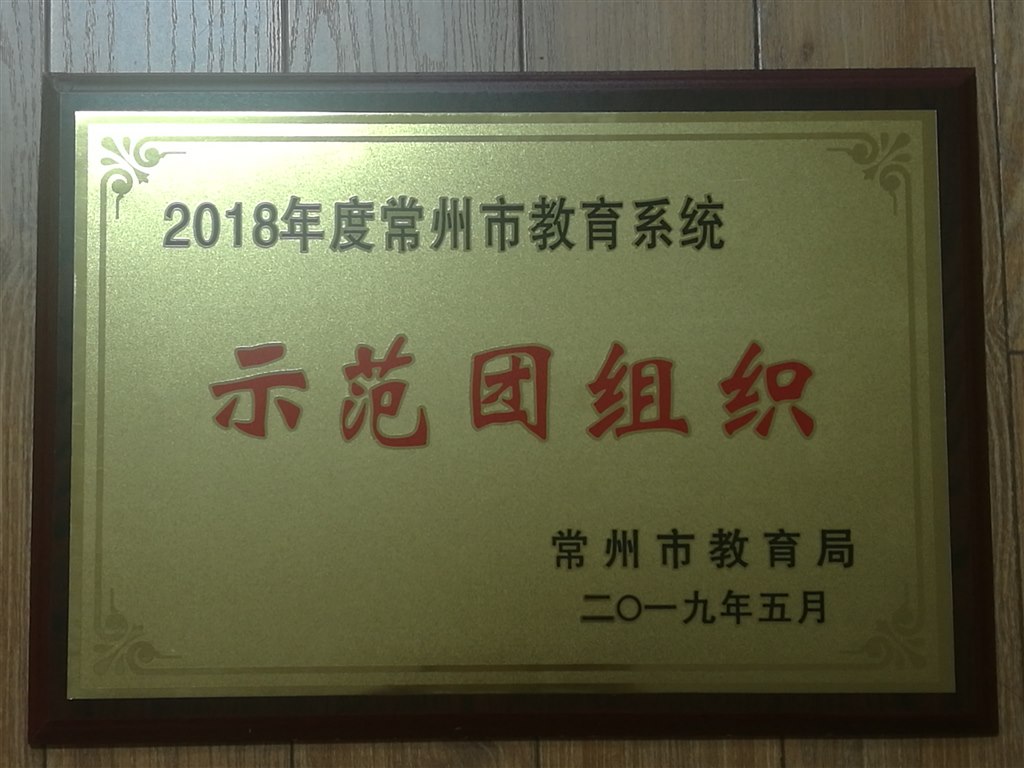 2018年度常州市教育系统
示范团组织
常州市教育局
二〇一九年五月